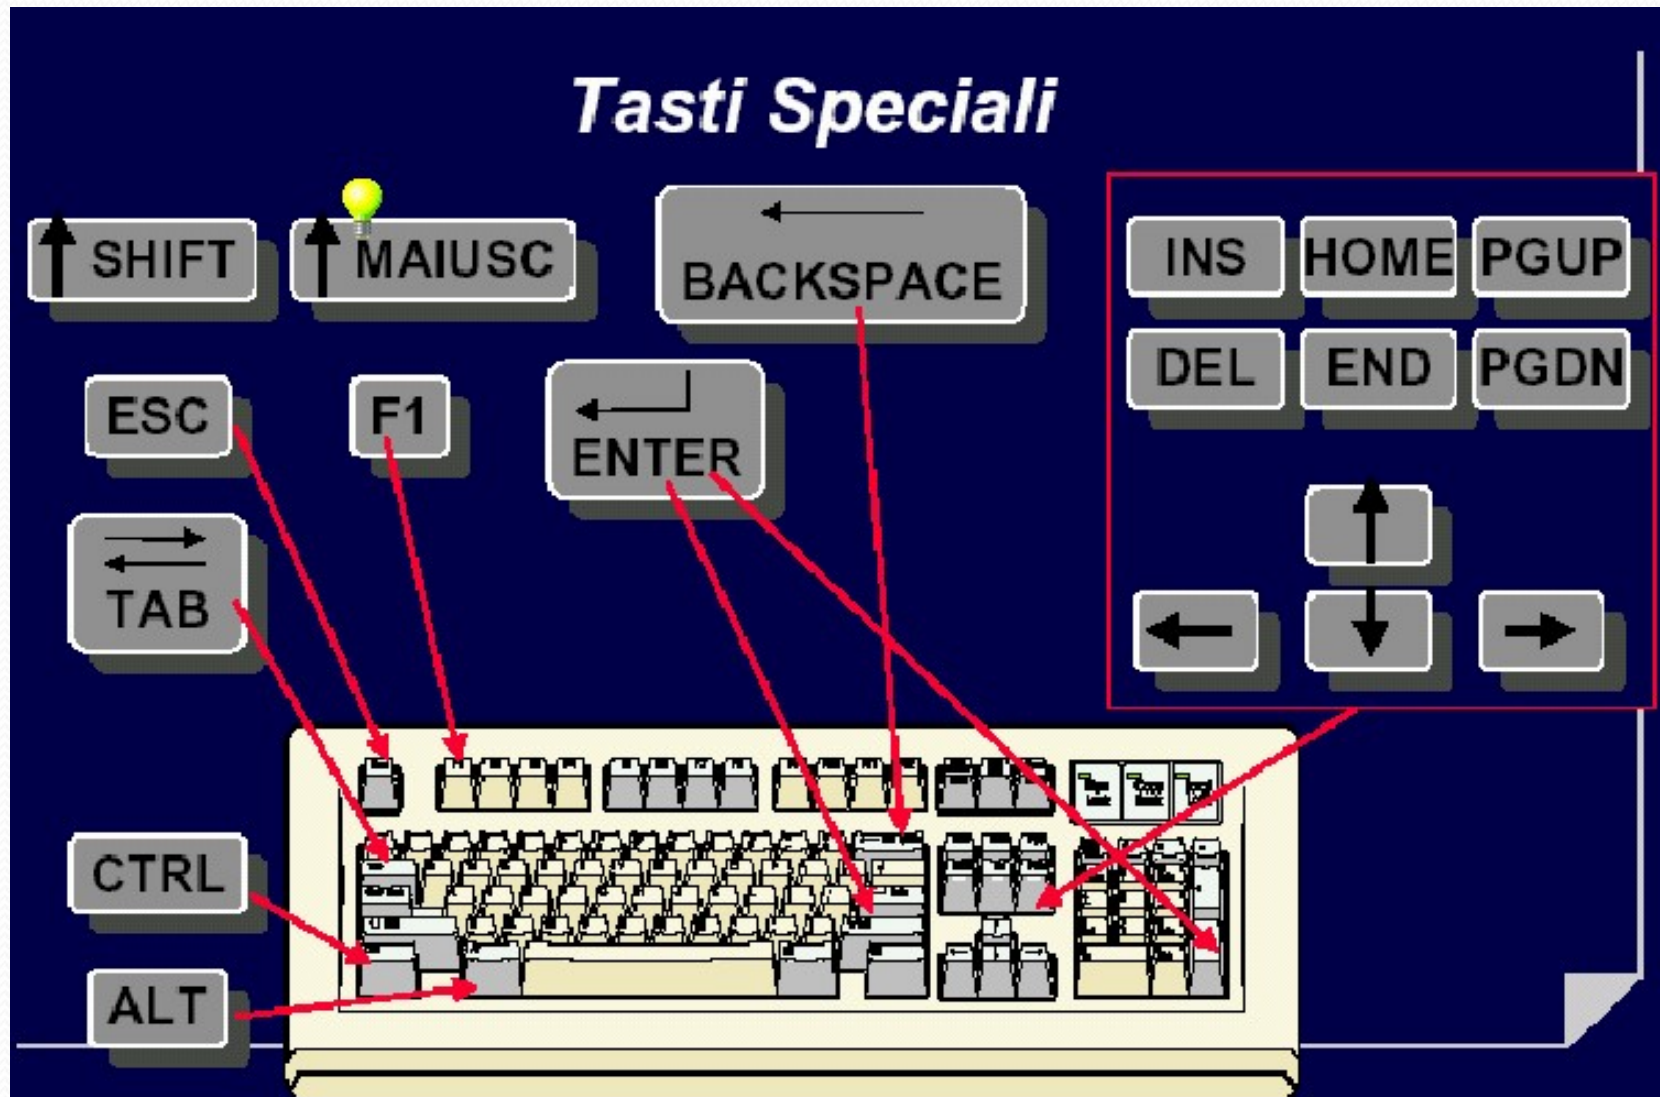 Tasti Speciali
SHIFT
MAIUSC
BACKSPACE
INS HOME PGUP
DEL END PGDN
ESC
F1
ENTER
TAB
CTRL
ALT